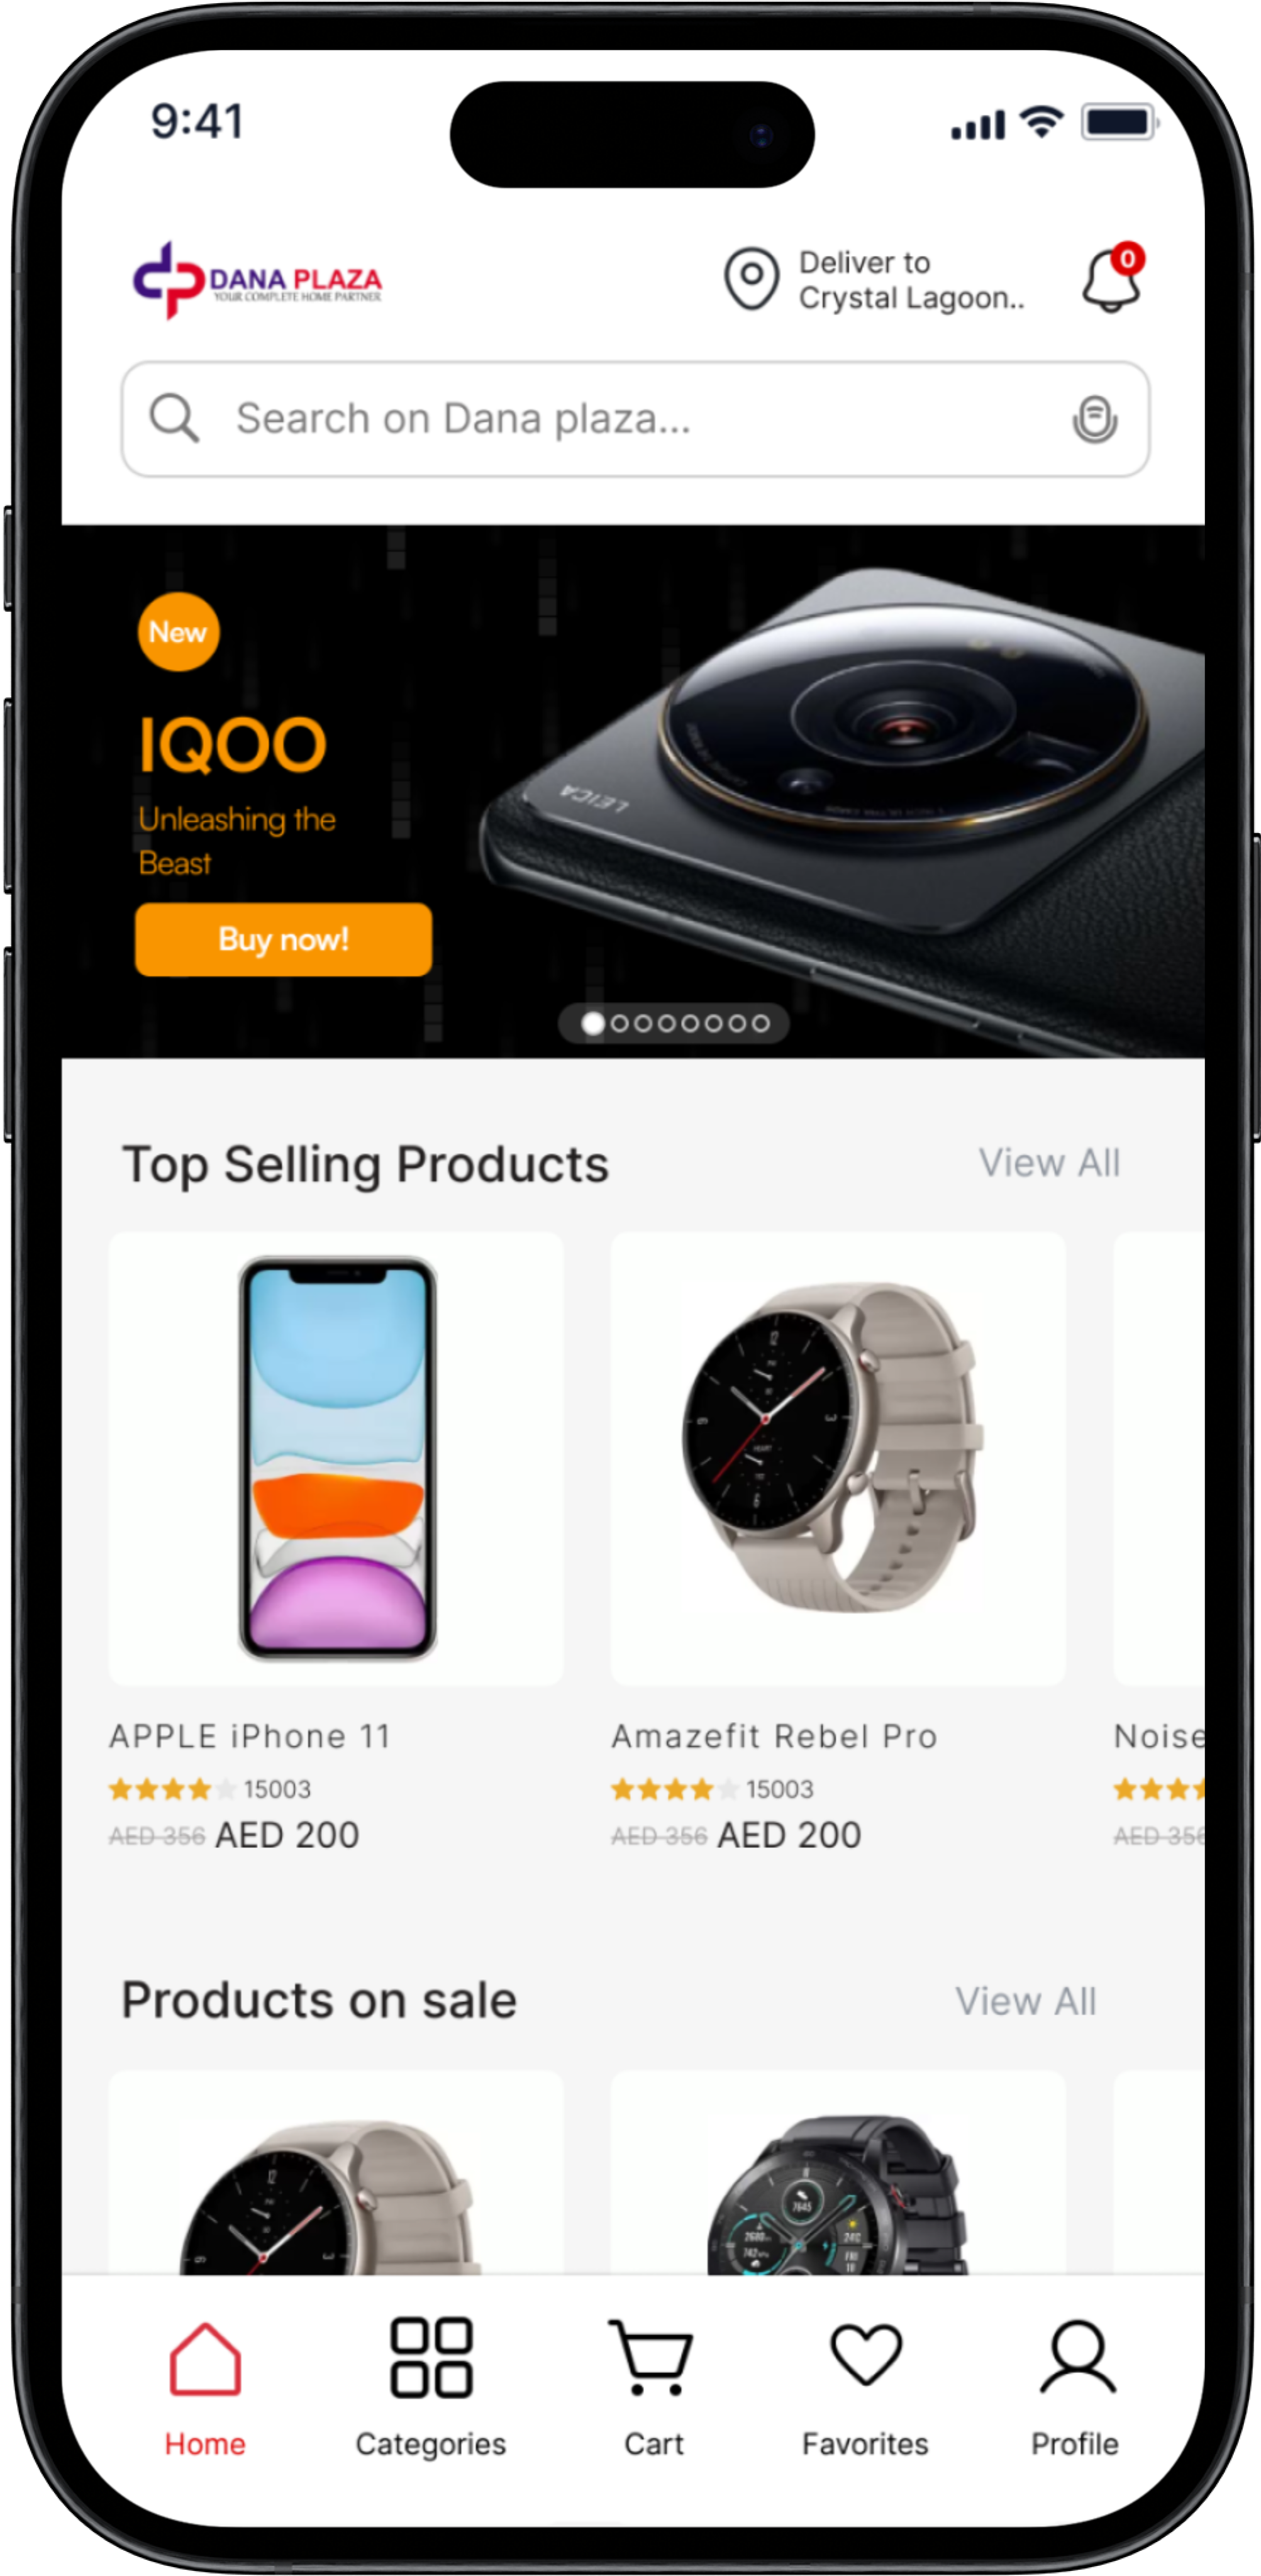 9:41
DANA PLAZA
YOUR COMPLETE HOME PARTNER
Deliver to
Crystal Lagoon..
0
Search on Dana plaza...
New
IQOO
Unleashing the
Beast
Buy now!
LEICA
Top Selling Products
View All
APPLE iPhone 11
Amazefit Rebel Pro
Noise
15003
15003
AED 356 AED 200
AED 356 AED 200
AED 356
Products on sale
View All
Home
Categories
Cart
Favorites
Profile